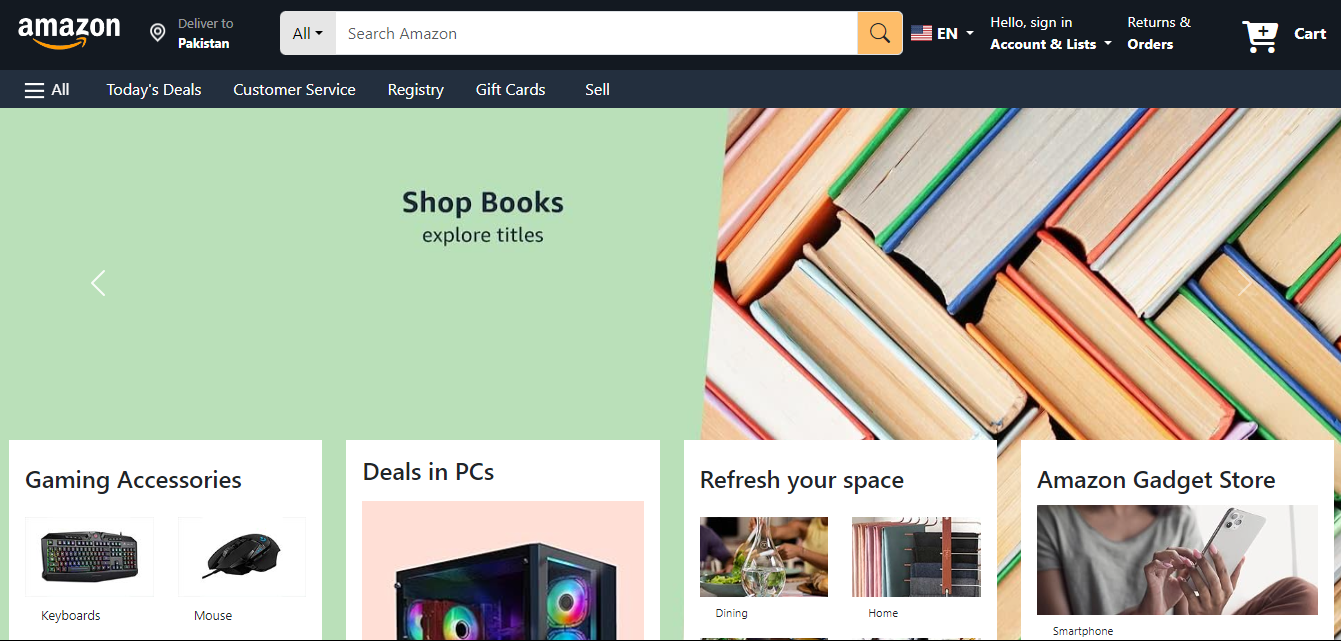 amazon
Deliver to
Pakistan
All
Search Amazon
EN
Hello, sign in
Account & Lists
Returns &
Orders
Cart
All
Today's Deals
Customer Service
Registry
Gift Cards
Sell
Shop Books
explore titles
Gaming Accessories
Keyboards
Mouse
Deals in PCs
Refresh your space
Dining
Home
Amazon Gadget Store
Smartphone